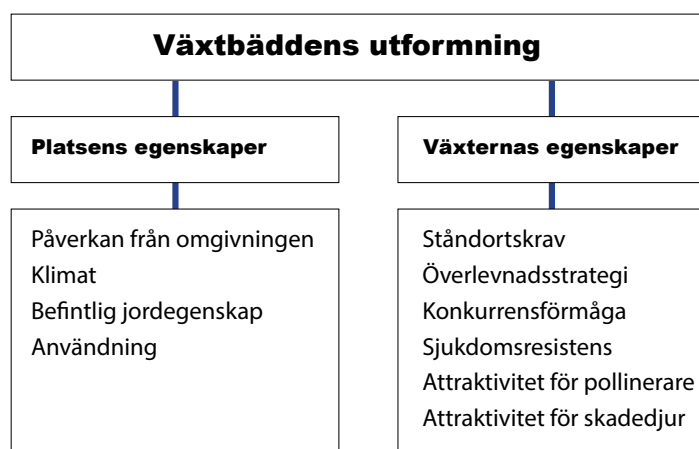 Växtbäddens utformning
Platsens egenskaper
Påverkan från omgivningen
Klimat
Befintlig jordegenskap
Användning
Växternas egenskaper
Ståndortskrav
Överlevnadsstrategi
Konkurrensförmåga
Sjukdomsresistens
Attraktivitet för pollinerare
Attraktivitet för skadedjur